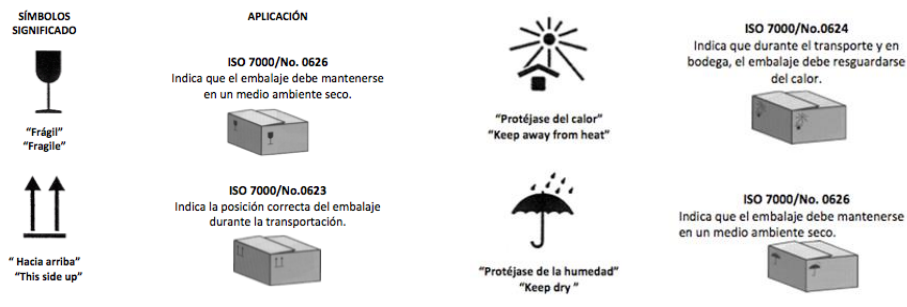 SÍMBOLOS
SIGNIFICADO
APLICACIÓN
ISO 7000/No. 0626
Indica que el embalaje debe mantenerse
en un medio ambiente seco.
“Frágil”
“Fragile”
ISO 7000/No.0623
Indica la posición correcta del embalaje
durante la transportación.
“ Hacia arriba”
“This side up”
ISO 7000/No.0624
Indica que durante el transporte y en
bodega, el embalaje debe resguardarse
del calor.
“Protéjase del calor”
“Keep away from heat”
ISO 7000/No. 0626
Indica que el embalaje debe mantenerse
en un medio ambiente seco.
“Protéjase de la humedad”
“Keep dry ”